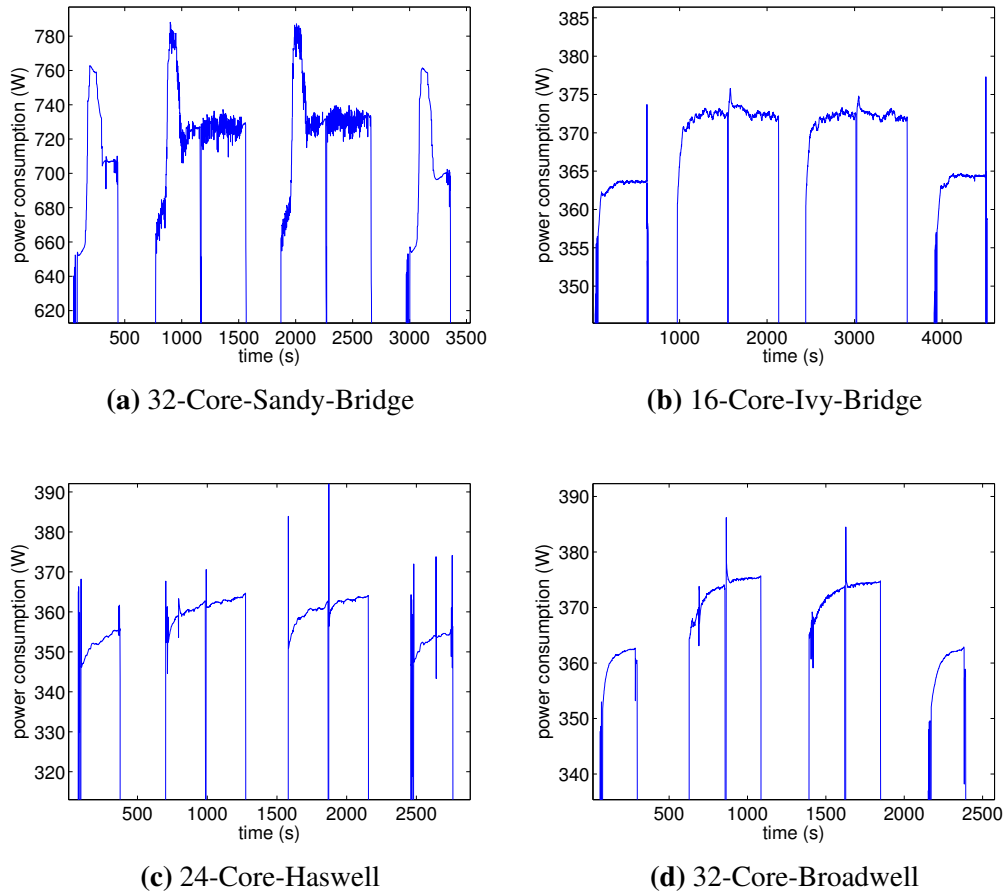 780
760
740
720
700
680
660
640
620
power consumption (W)
500 1000 1500 2000 2500 3000 3500
time (s)
(a) 32-Core-Sandy-Bridge
385
380
375
370
365
360
355
350
power consumption (W)
1000 2000 3000 4000
time (s)
(b) 16-Core-Ivy-Bridge
390
380
370
360
350
340
330
320
power consumption (W)
500 1000 1500 2000 2500
time (s)
(c) 24-Core-Haswell
390
380
370
360
350
340
power consumption (W)
500 1000 1500 2000 2500
time (s)
(d) 32-Core-Broadwell